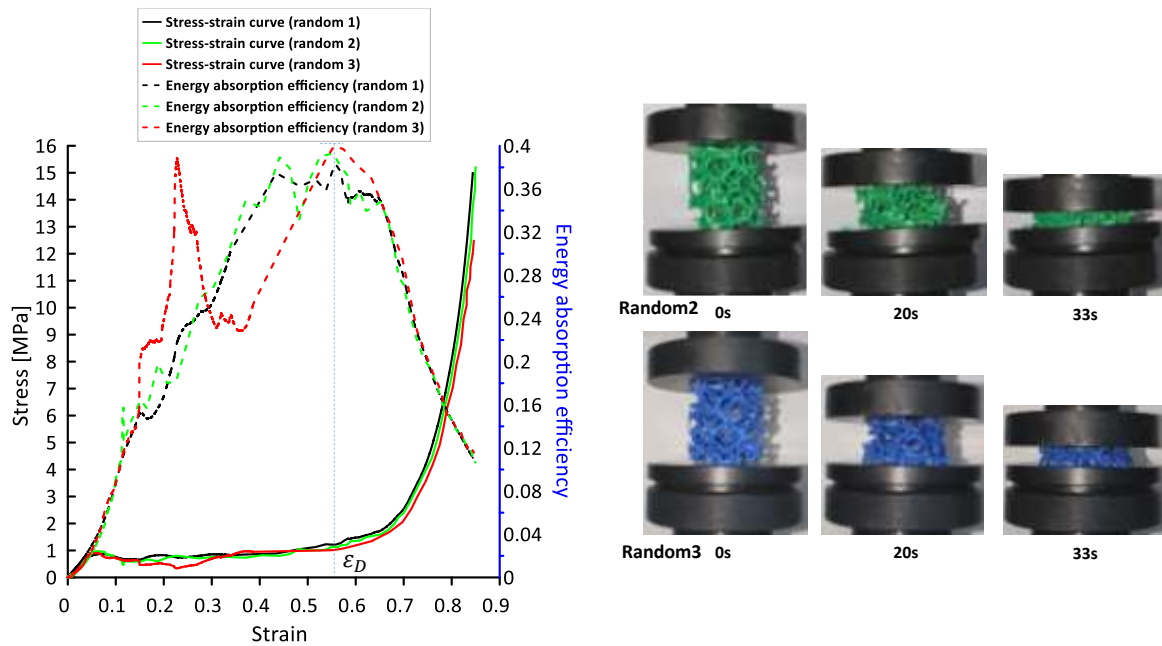 Stress-strain curve (random 1)
Stress-strain curve (random 2)
Stress-strain curve (random 3)
Energy absorption efficiency (random 1)
Energy absorption efficiency (random 2)
Energy absorption efficiency (random 3)
16
15
14
13
12
11
10
9
8
7
6
5
4
3
2
1
0
Stress [MPa]
0.4
0.36
0.32
0.28
0.24
0.2
0.16
0.12
0.08
0.04
0
Energy absorption efficiency
ε_D
0 0.1 0.2 0.3 0.4 0.5 0.6 0.7 0.8 0.9
Strain
Random2 0s 20s 33s
Random3 0s 20s 33s